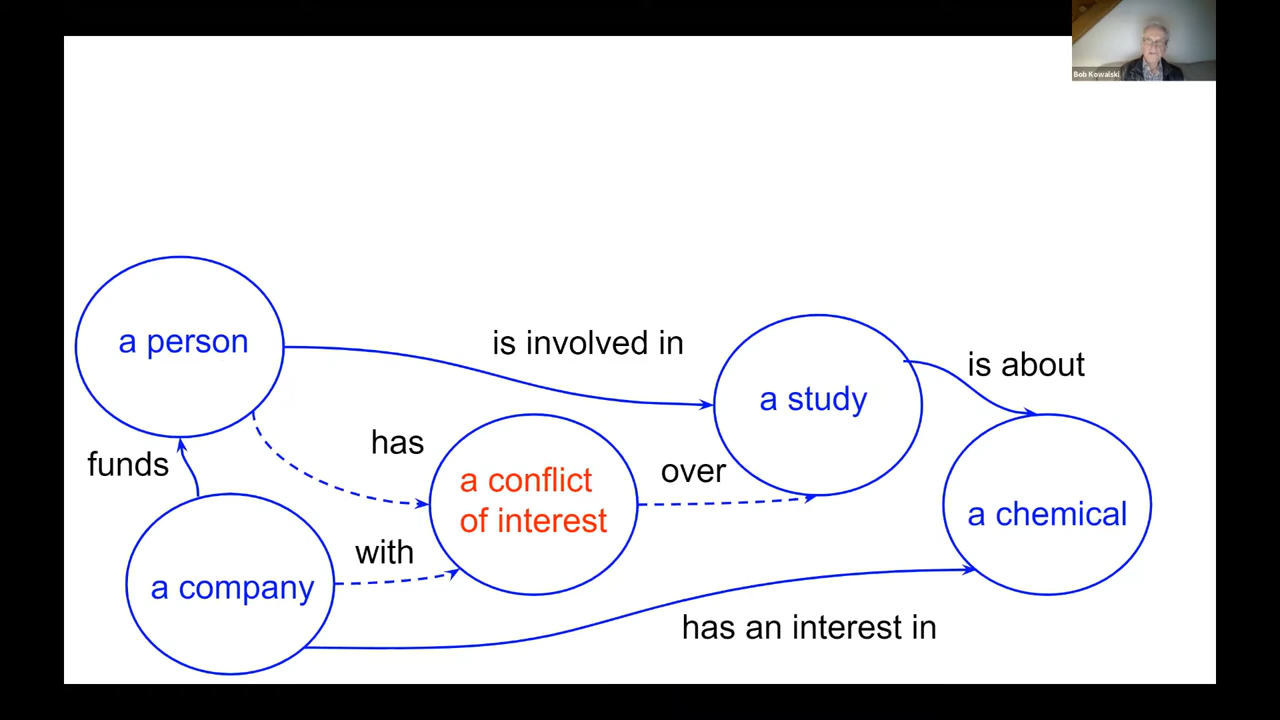 Bob Kowalski
a person
is involved in
a study
is about
has
funds
a conflict
of interest
over
a chemical
with
a company
has an interest in